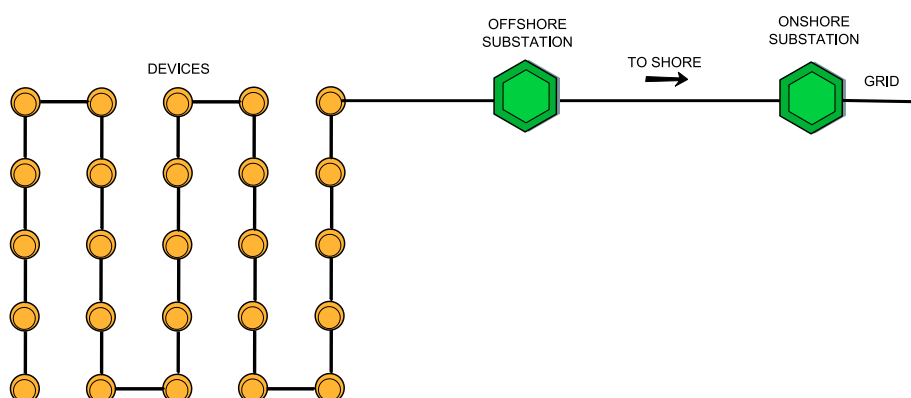 OFFSHORE
SUBSTATION
ONSHORE
SUBSTATION
DEVICES
TO SHORE
GRID